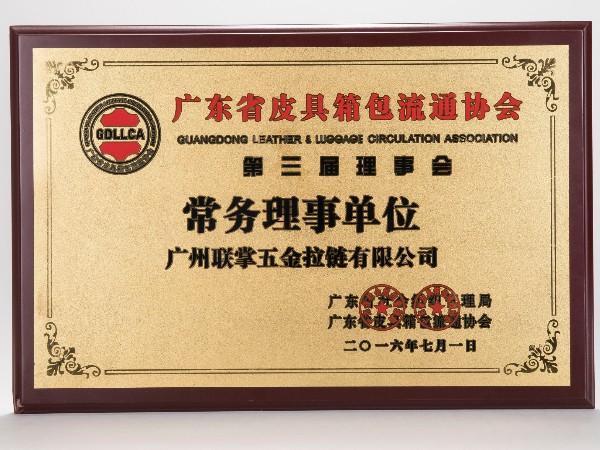 GDLLCA
广东省皮具箱包流通协会
GUANGDONG LEATHER & LUGGAGE CIRCULATION ASSOCIATION
第三届理事会
常务理事单位
广州联掌五金拉链有限公司
广东省 理局
广东省皮具箱包流通协会
二〇一六年七月一日